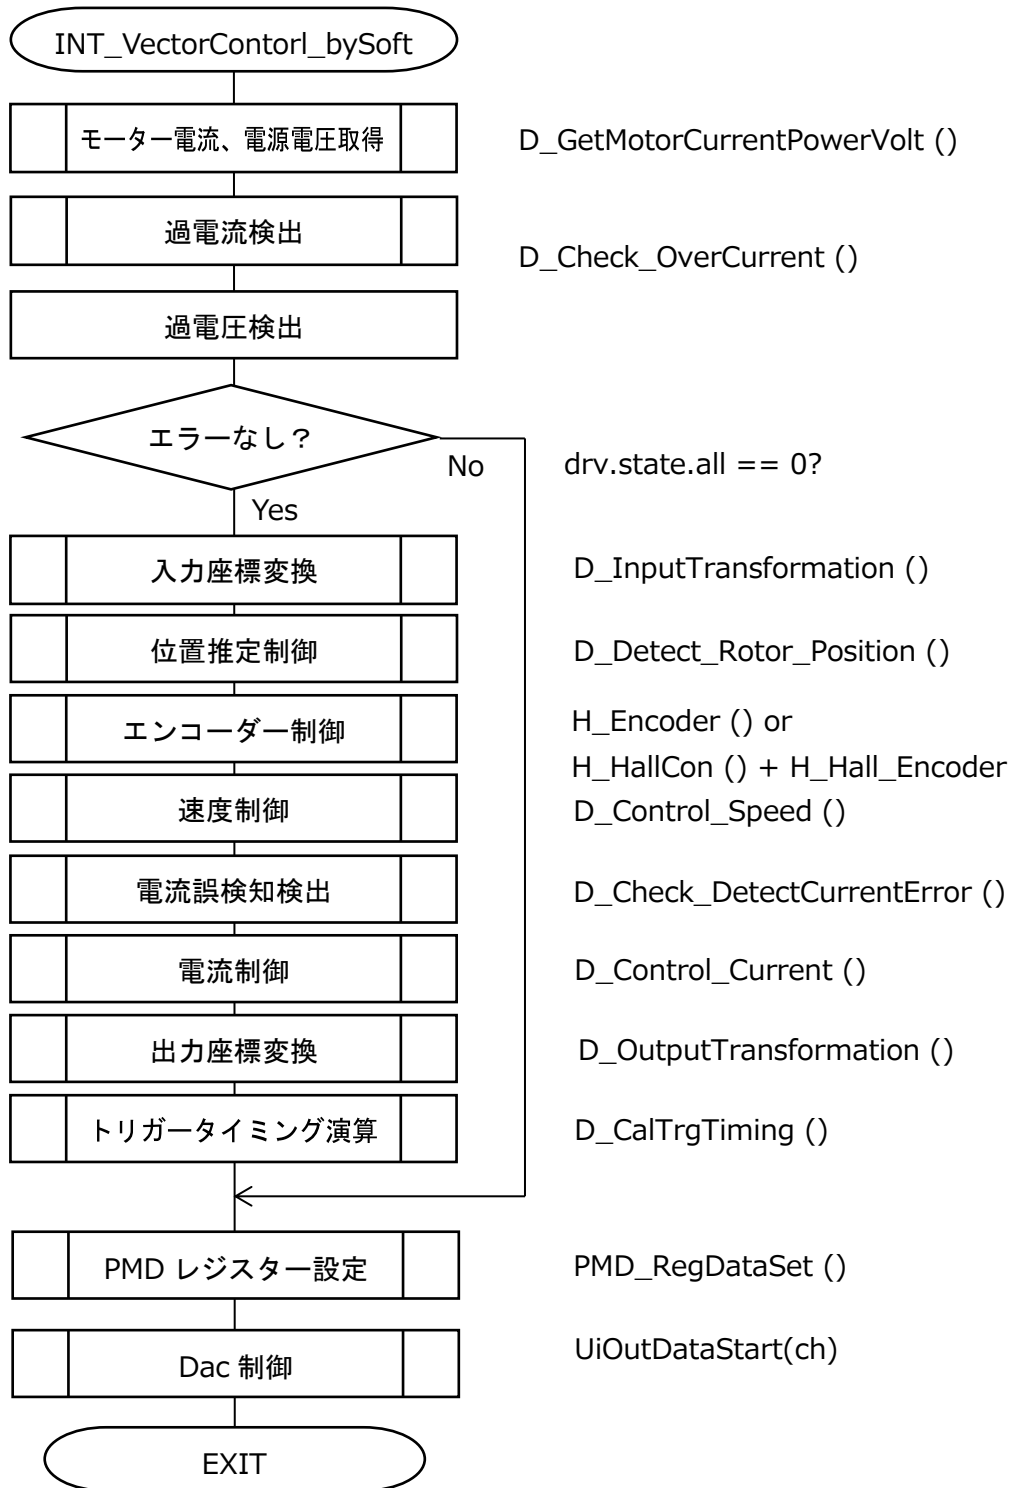 INT_VectorContorl_bySoft
モーター電流、電源電圧取得
D_GetMotorCurrentPowerVolt ()
過電流検出
D_Check_OverCurrent ()
過電圧検出
エラーなし？
No
drv.state.all == 0?
Yes
入力座標変換
D_InputTransformation ()
位置推定制御
D_Detect_Rotor_Position ()
エンコーダー制御
H_Encoder () or
H_HallCon () + H_Hall_Encoder
速度制御
D_Control_Speed ()
電流誤検知検出
D_Check_DetectCurrentError ()
電流制御
D_Control_Current ()
出力座標変換
D_OutputTransformation ()
トリガータイミング演算
D_CalTrgTiming ()
PMD レジスター設定
PMD_RegDataSet ()
Dac 制御
UiOutDataStart(ch)
EXIT